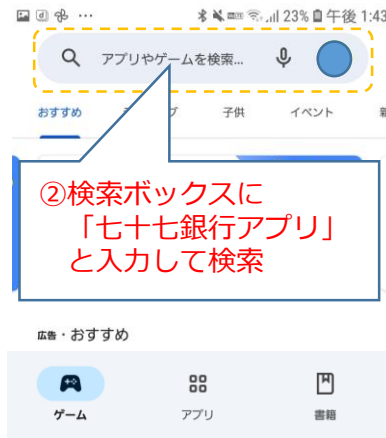 23% 午後 1:43
アプリやゲームを検索...
おすすめ 子供 イベント
②検索ボックスに
「七十七銀行アプリ」
と入力して検索
広告・おすすめ
ゲーム アプリ 書籍